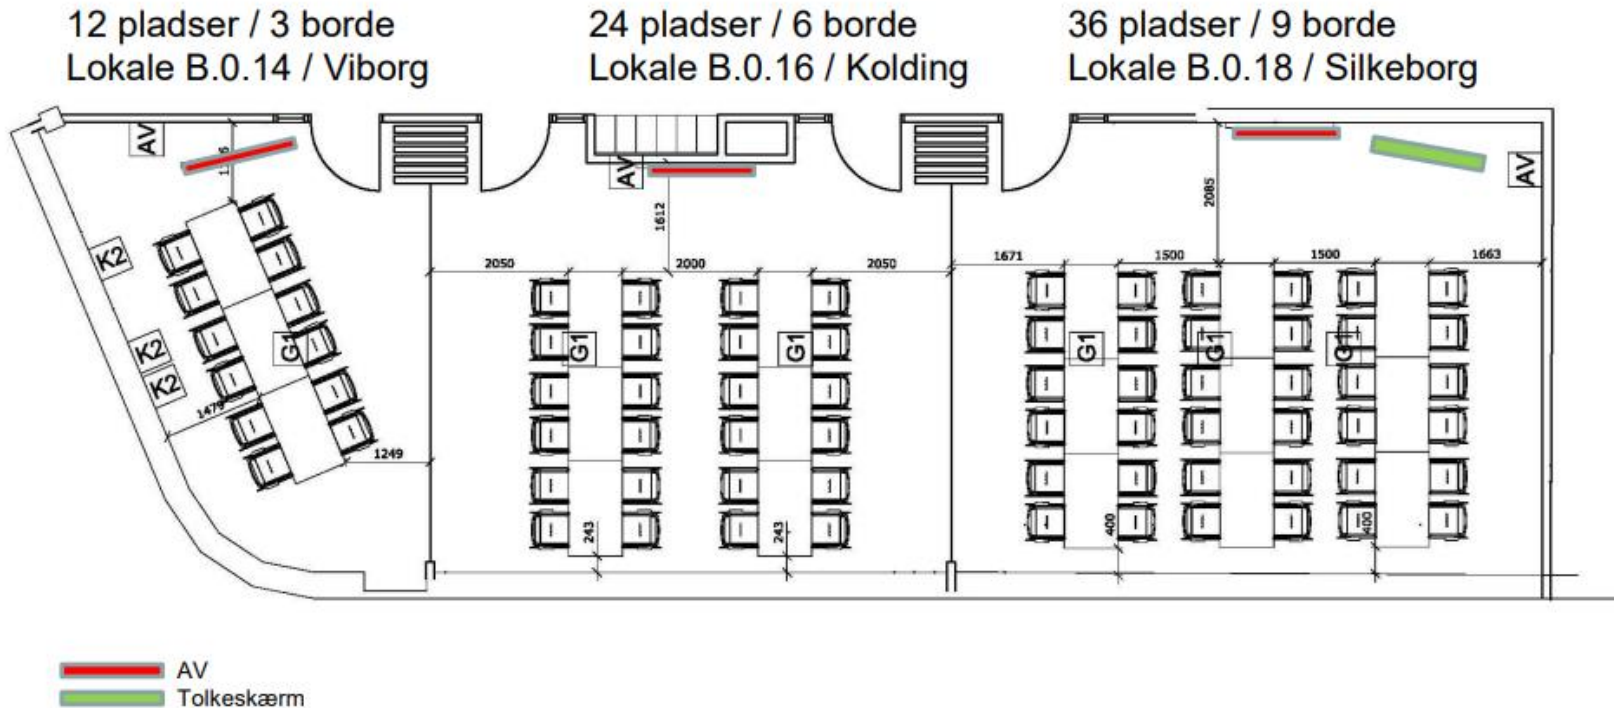 12 pladser / 3 borde
Lokale B.0.14 / Viborg
24 pladser / 6 borde
Lokale B.0.16 / Kolding
36 pladser / 9 borde
Lokale B.0.18 / Silkeborg
AV
AV
AV
K2
K2
K2
G1
G1
G1
G1
G1
G1
1479
1249
1612
2050
2000
2050
243
243
2085
1671
1500
1500
1663
400
400
AV
Tolkeskærm